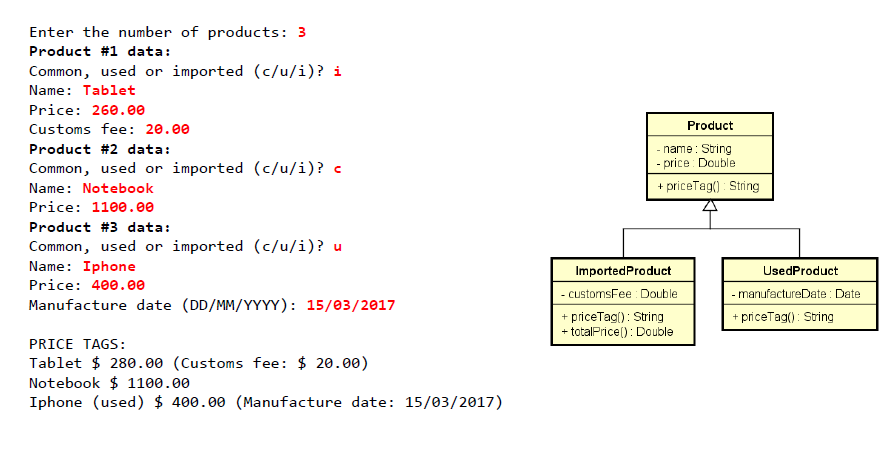 Enter the number of products: 3
Product #1 data:
Common, used or imported (c/u/i)? i
Name: Tablet
Price: 260.00
Customs fee: 20.00
Product #2 data:
Common, used or imported (c/u/i)? c
Name: Notebook
Price: 1100.00
Product #3 data:
Common, used or imported (c/u/i)? u
Name: Iphone
Price: 400.00
Manufacture date (DD/MM/YYYY): 15/03/2017
PRICE TAGS:
Tablet $ 280.00 (Customs fee: $ 20.00)
Notebook $ 1100.00
Iphone (used) $ 400.00 (Manufacture date: 15/03/2017)
Product
- name : String
- price : Double
+ priceTag() : String
ImportedProduct
- customsFee : Double
+ priceTag() : String
+ totalPrice() : Double
UsedProduct
- manufactureDate : Date
+ priceTag() : String